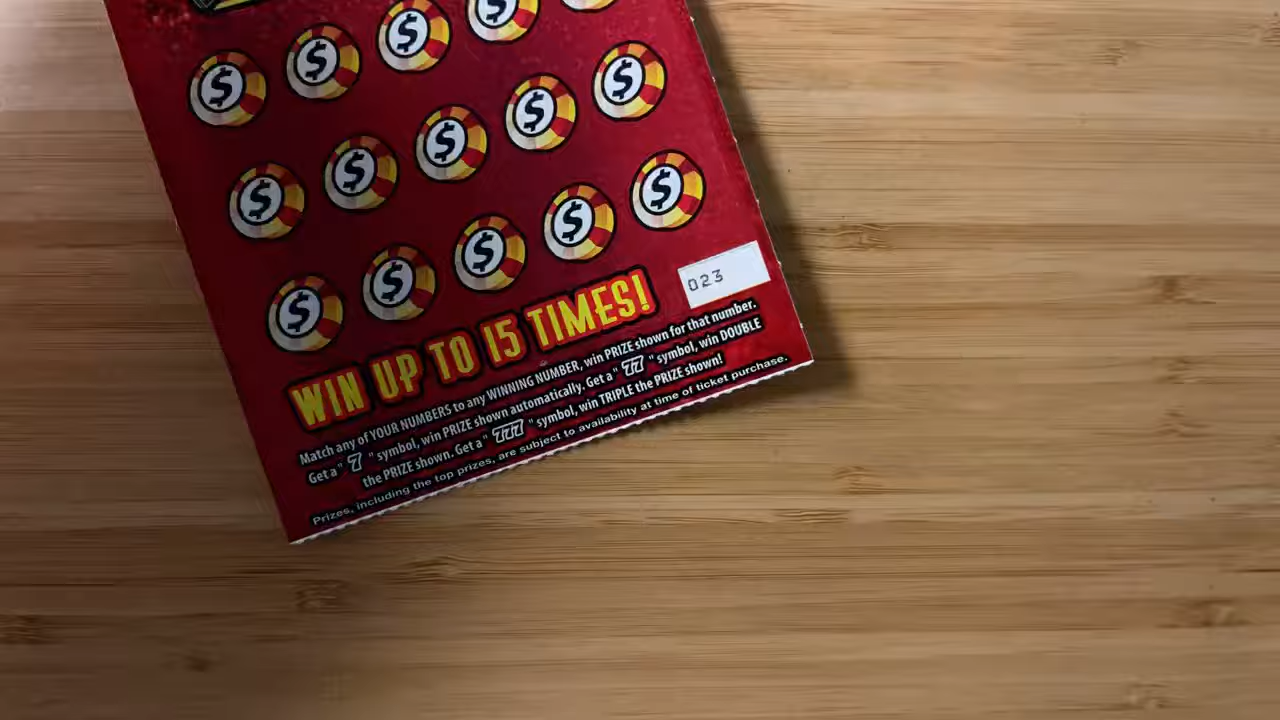 $ $ $ $
$ $ $ $ $
$ $ $ $ $
023
WIN UP TO 15 TIMES!
Match any of YOUR NUMBERS to any WINNING NUMBER, win PRIZE shown for that number.
Get a "7" symbol, win PRIZE shown automatically. Get a "77" symbol, win DOUBLE
the PRIZE shown. Get a "777" symbol, win TRIPLE the PRIZE shown!
Prizes, including the top prizes, are subject to availability at time of ticket purchase.